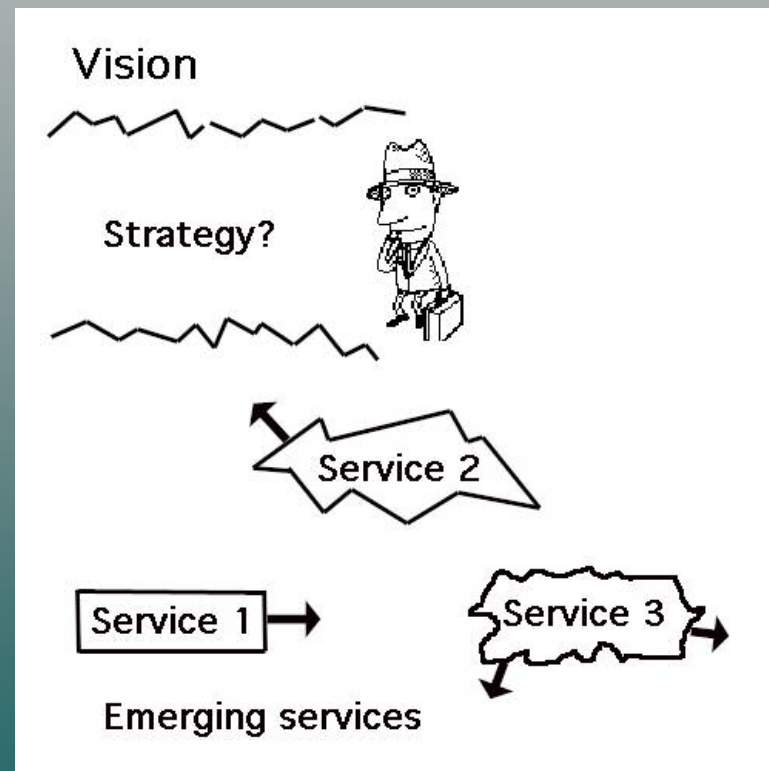 Vision
Strategy?
Service 2
Service 1
Service 3
Emerging services